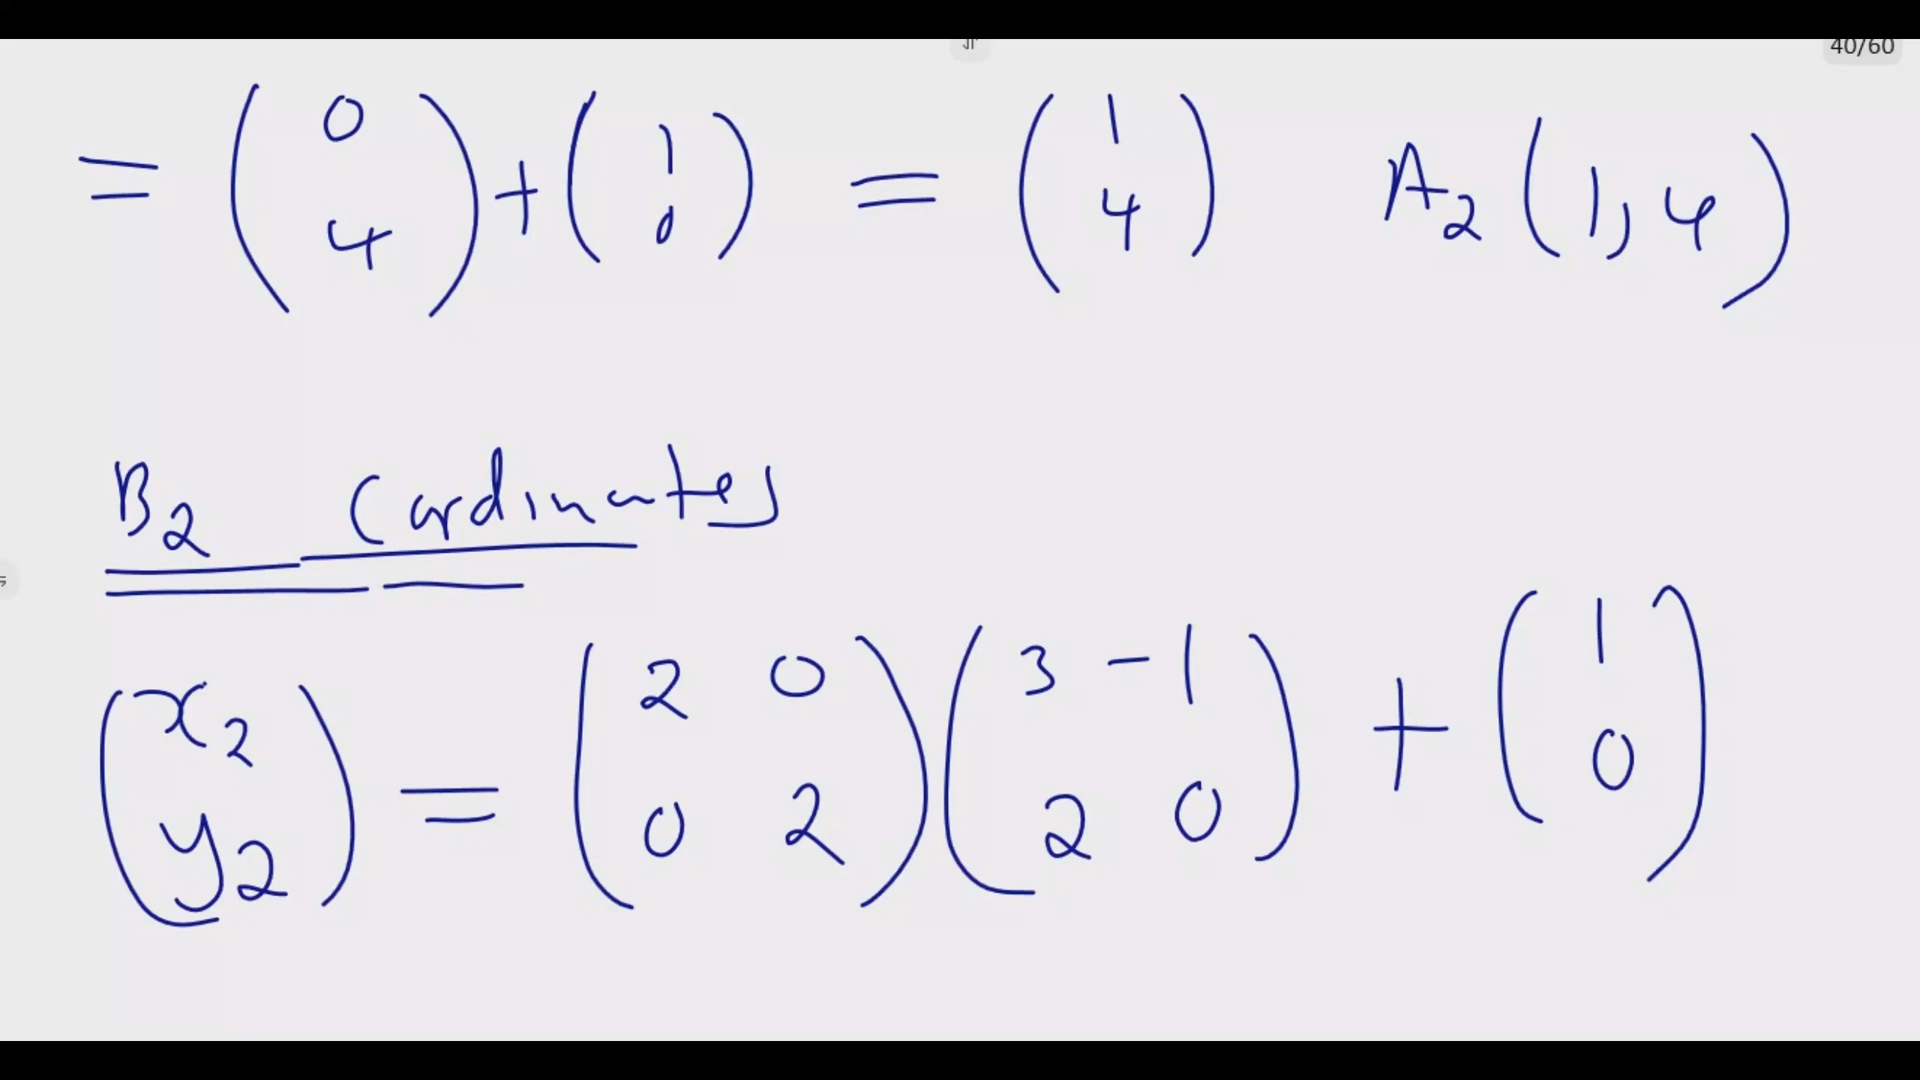 40/60
= (0 4) + (1 0) = (1 4) A2 (1, 4)
B2 Cardinates
(x2 y2) = (2 0 0 2) (3 - 1 2 0) + (1 0)